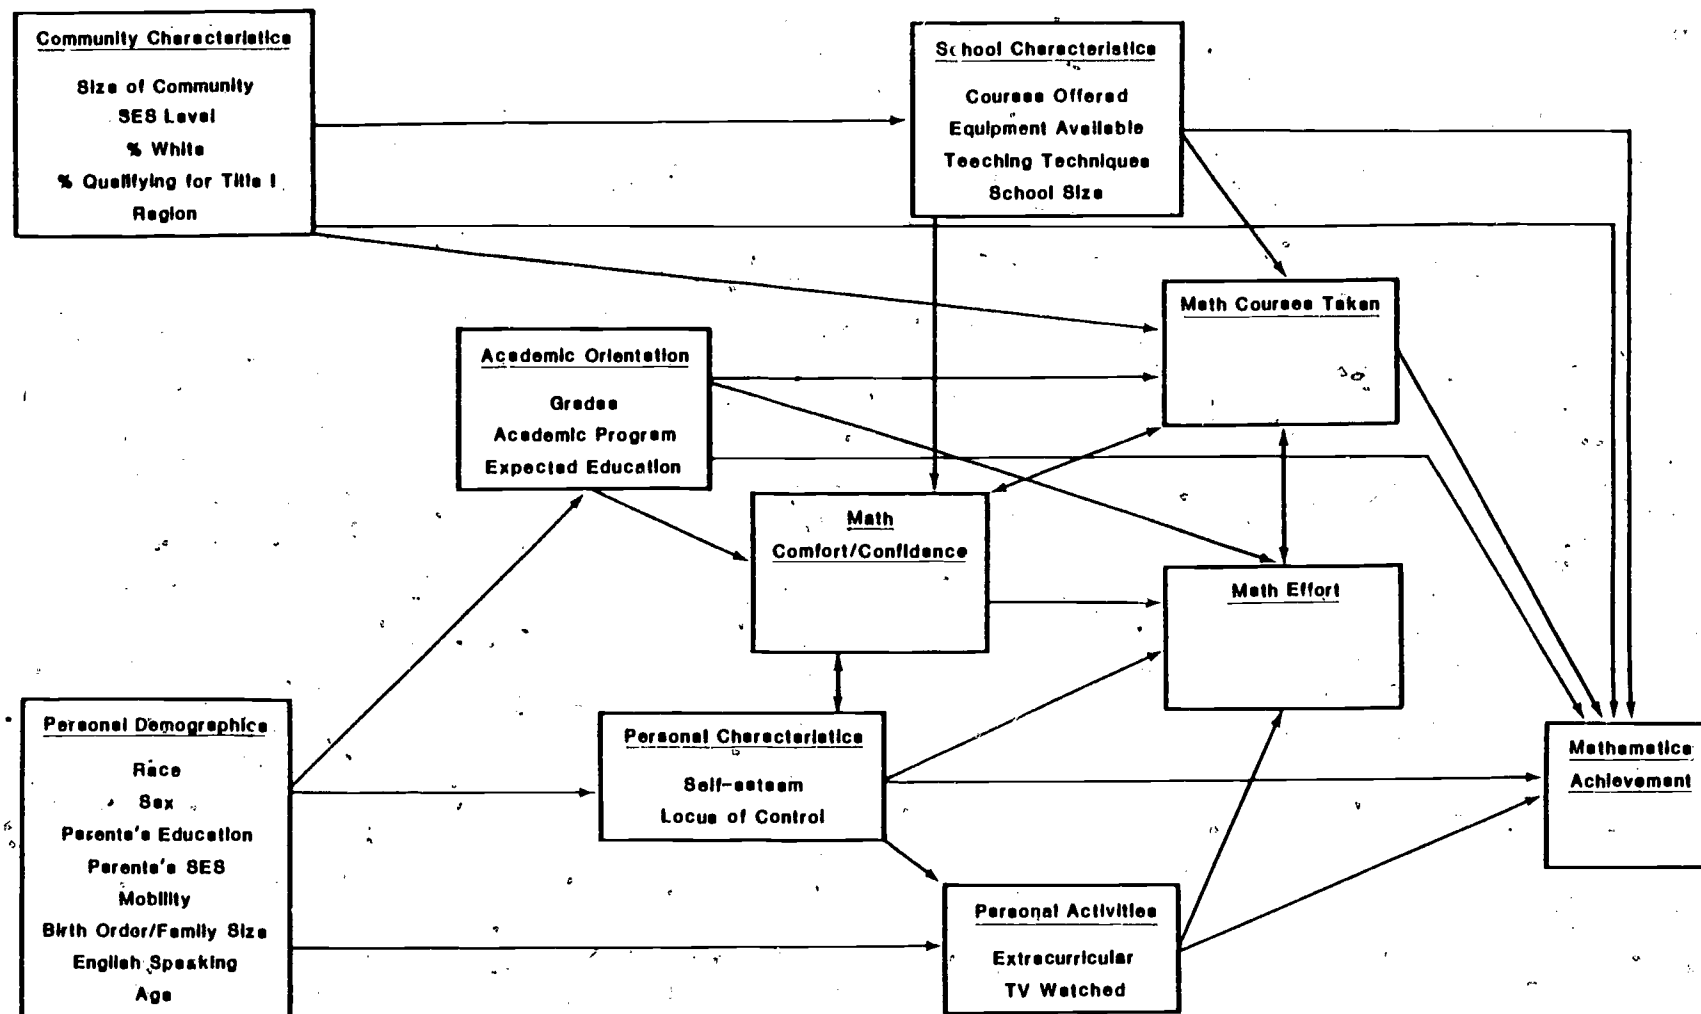 Community Characteristics
Size of Community
SES Level
% White
% Qualifying for Title I
Region
School Characteristics
Courses Offered
Equipment Available
Teaching Techniques
School Size
Math Courses Taken
Academic Orientation
Grades
Academic Program
Expected Education
Math
Comfort/Confidence
Math Effort
Personal Demographics
Race
Sex
Parents's Education
Parents's SES
Mobility
Birth Order/Family Size
English Speaking
Age
Personal Characteristics
Self-esteem
Locus of Control
Personal Activities
Extracurricular
TV Watched
Mathematics
Achievement